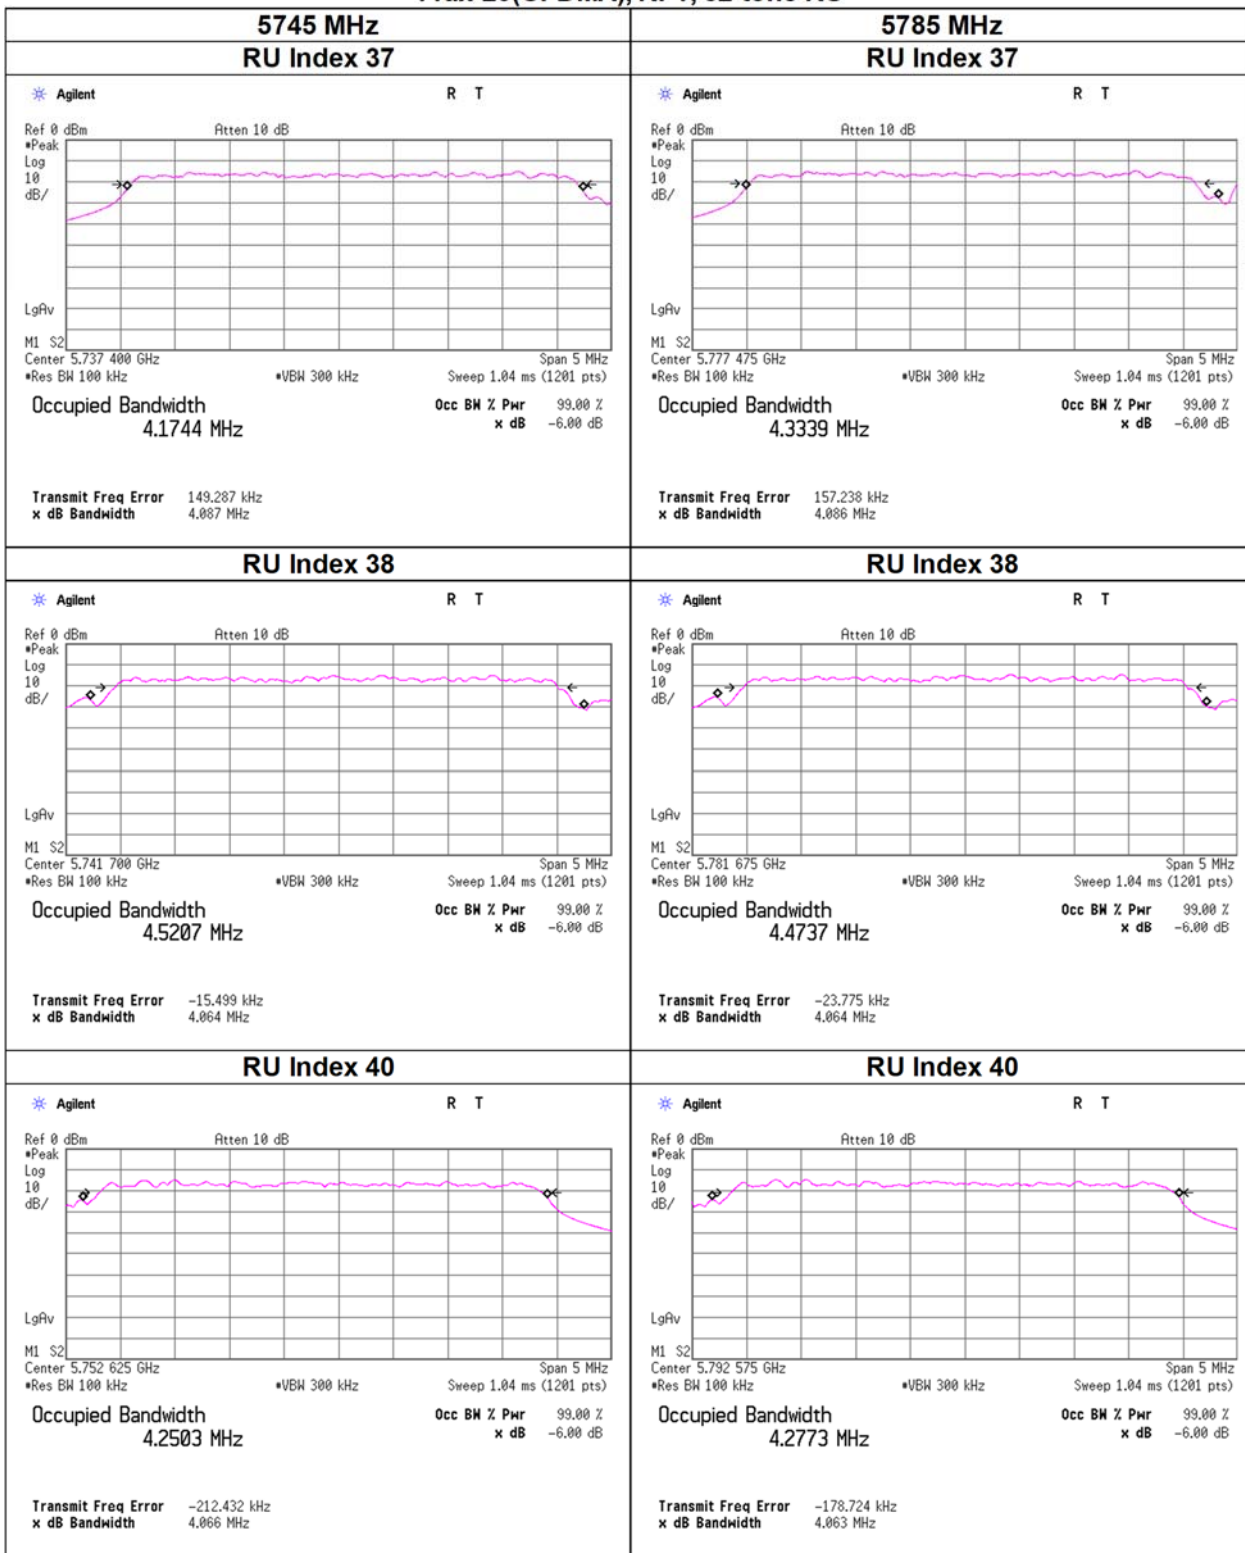 5745 MHz 5785 MHz
RU Index 37 RU Index 37
Agilent R T
Ref 0 dBm Atten 10 dB
*Peak
Log
10
dB/
LgAv
M1 S2
Center 5.737 400 GHz Span 5 MHz
*Res BW 100 kHz *VBW 300 kHz Sweep 1.04 ms (1201 pts)
Occupied Bandwidth Occ BW % Pwr 99.00 %
4.1744 MHz x dB -6.00 dB
Transmit Freq Error 149.287 kHz
x dB Bandwidth 4.087 MHz
Agilent R T
Ref 0 dBm Atten 10 dB
*Peak
Log
10
dB/
LgAv
M1 S2
Center 5.777 475 GHz Span 5 MHz
*Res BW 100 kHz *VBW 300 kHz Sweep 1.04 ms (1201 pts)
Occupied Bandwidth Occ BW % Pwr 99.00 %
4.3339 MHz x dB -6.00 dB
Transmit Freq Error 157.238 kHz
x dB Bandwidth 4.086 MHz
RU Index 38 RU Index 38
Agilent R T
Ref 0 dBm Atten 10 dB
*Peak
Log
10
dB/
LgAv
M1 S2
Center 5.741 700 GHz Span 5 MHz
*Res BW 100 kHz *VBW 300 kHz Sweep 1.04 ms (1201 pts)
Occupied Bandwidth Occ BW % Pwr 99.00 %
4.5207 MHz x dB -6.00 dB
Transmit Freq Error -15.499 kHz
x dB Bandwidth 4.064 MHz
Agilent R T
Ref 0 dBm Atten 10 dB
*Peak
Log
10
dB/
LgAv
M1 S2
Center 5.781 675 GHz Span 5 MHz
*Res BW 100 kHz *VBW 300 kHz Sweep 1.04 ms (1201 pts)
Occupied Bandwidth Occ BW % Pwr 99.00 %
4.4737 MHz x dB -6.00 dB
Transmit Freq Error -23.775 kHz
x dB Bandwidth 4.064 MHz
RU Index 40 RU Index 40
Agilent R T
Ref 0 dBm Atten 10 dB
*Peak
Log
10
dB/
LgAv
M1 S2
Center 5.752 625 GHz Span 5 MHz
*Res BW 100 kHz *VBW 300 kHz Sweep 1.04 ms (1201 pts)
Occupied Bandwidth Occ BW % Pwr 99.00 %
4.2503 MHz x dB -6.00 dB
Transmit Freq Error -212.432 kHz
x dB Bandwidth 4.066 MHz
Agilent R T
Ref 0 dBm Atten 10 dB
*Peak
Log
10
dB/
LgAv
M1 S2
Center 5.792 575 GHz Span 5 MHz
*Res BW 100 kHz *VBW 300 kHz Sweep 1.04 ms (1201 pts)
Occupied Bandwidth Occ BW % Pwr 99.00 %
4.2773 MHz x dB -6.00 dB
Transmit Freq Error -178.724 kHz
x dB Bandwidth 4.063 MHz